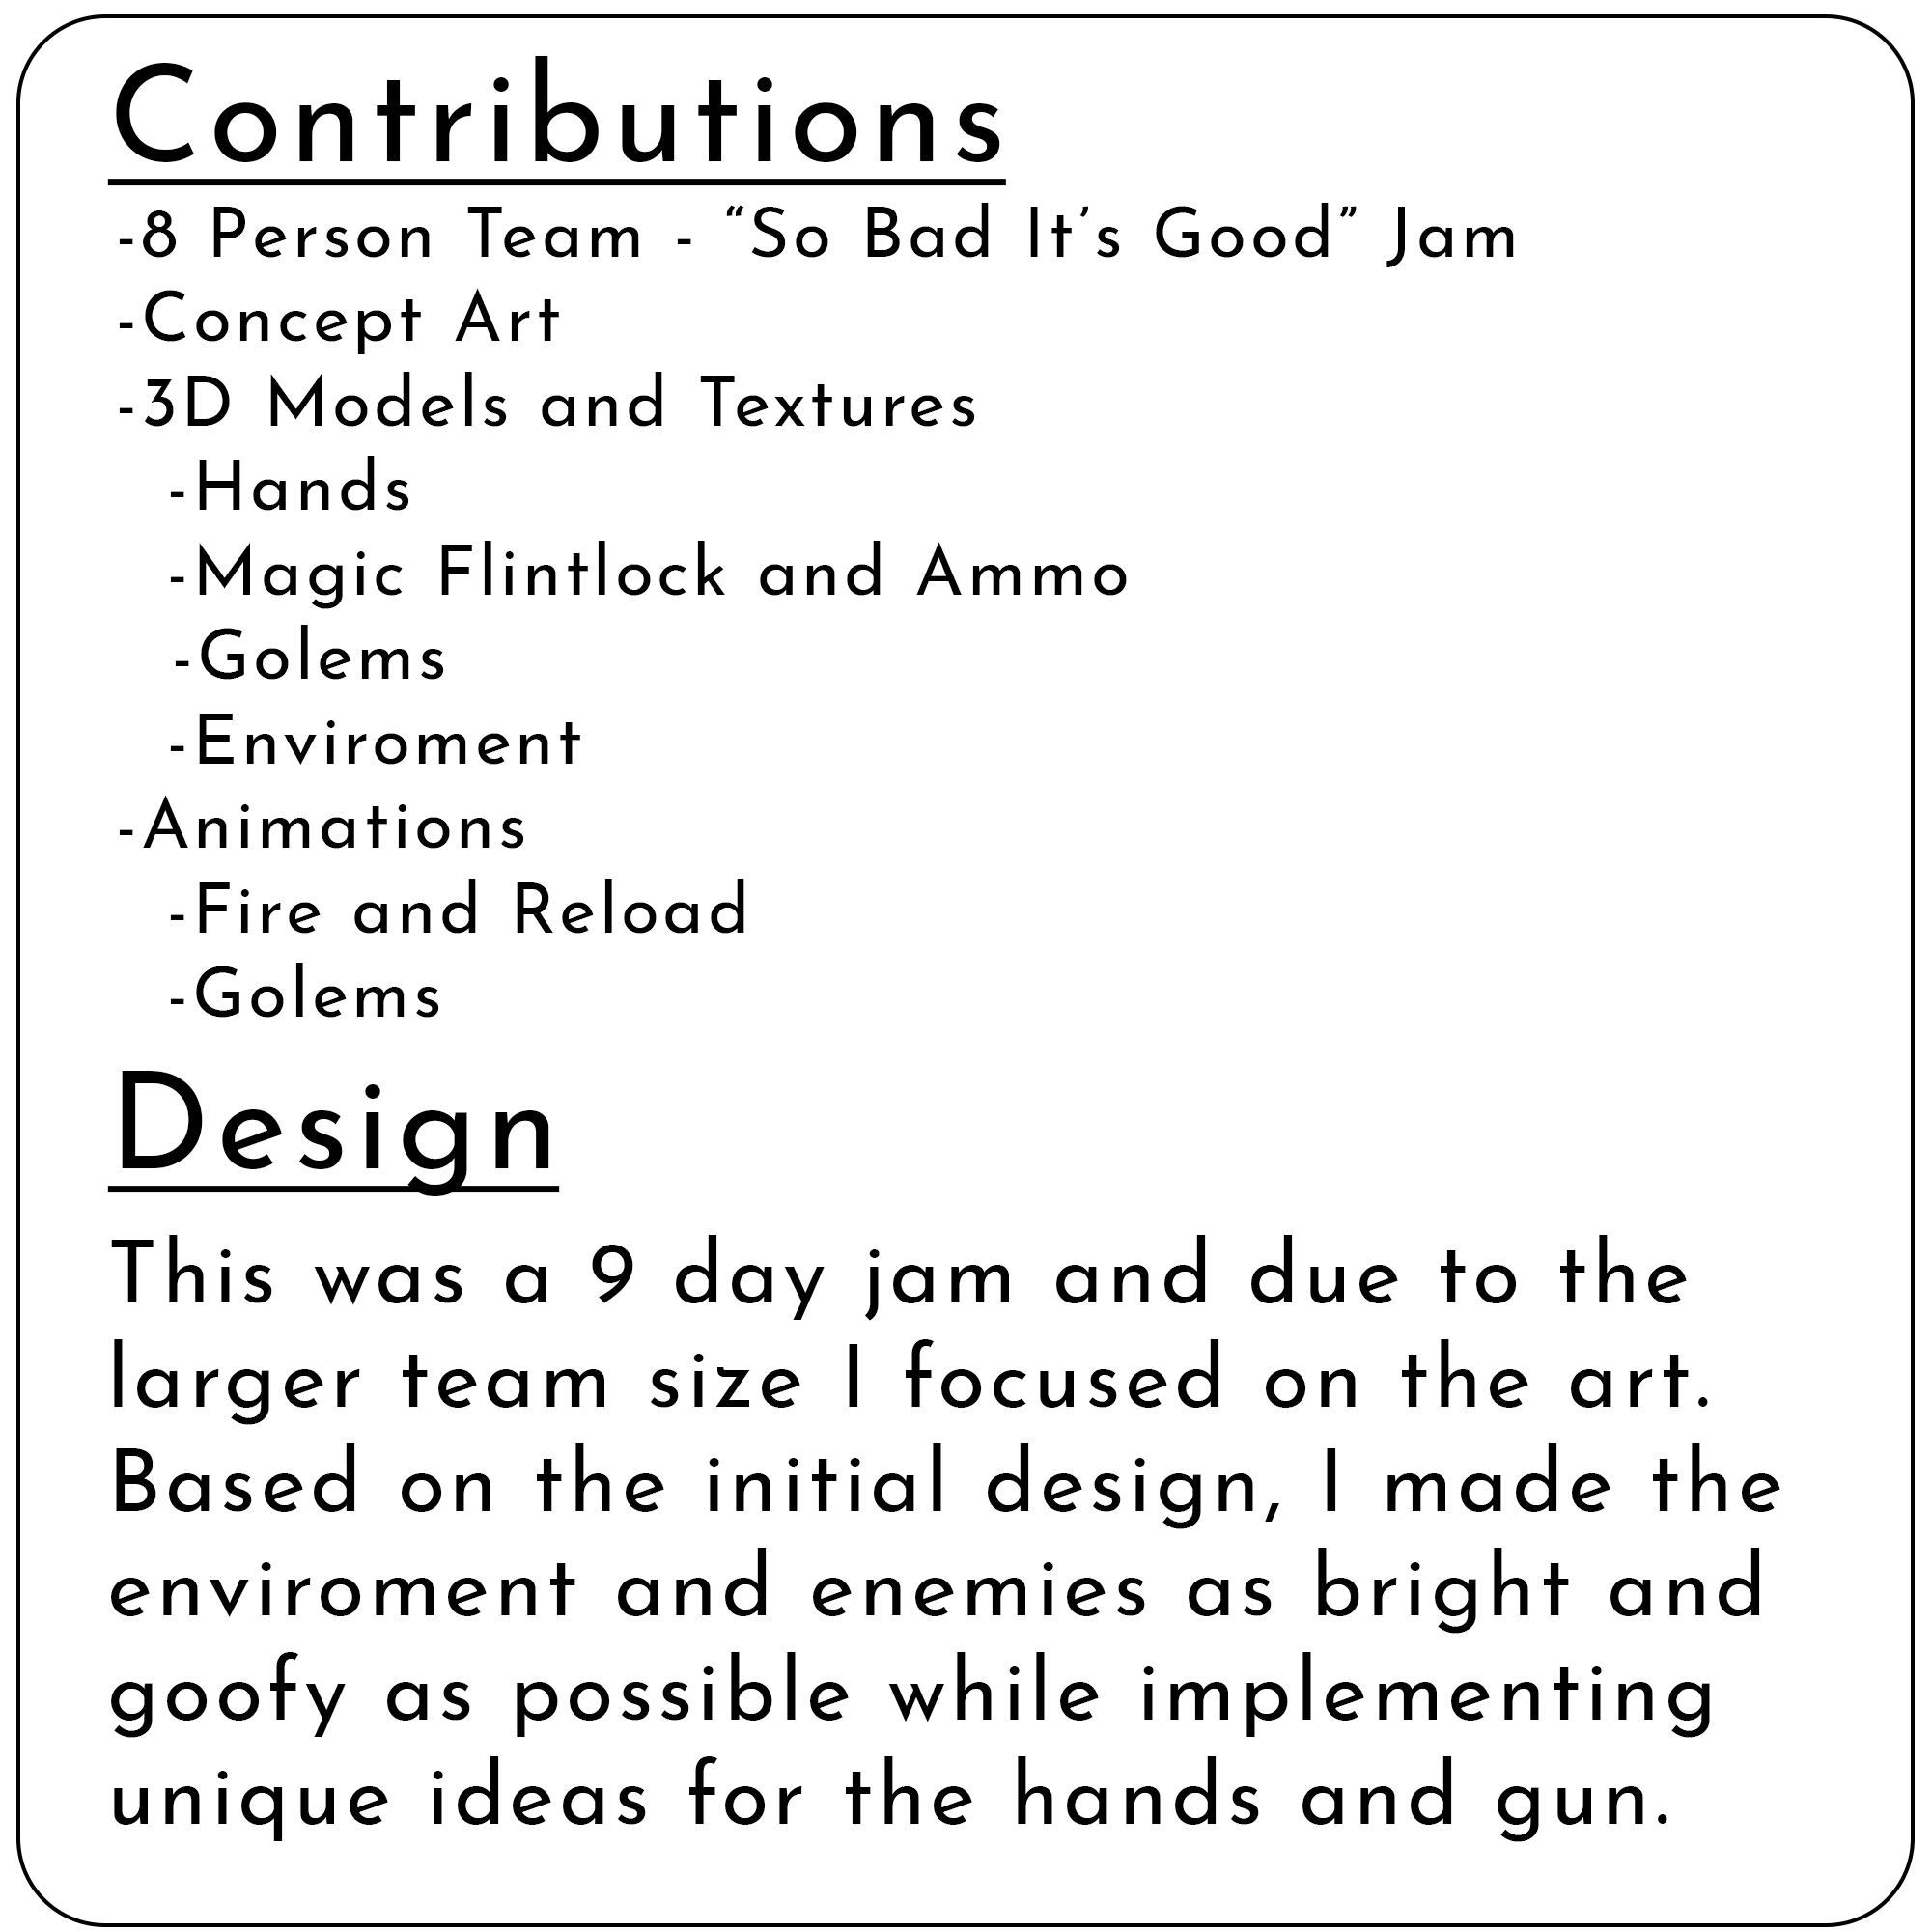 Contributions
-8 Person Team - “So Bad It’s Good” Jam
-Concept Art
-3D Models and Textures
-Hands
-Magic Flintlock and Ammo
-Golems
-Enviroment
-Animations
-Fire and Reload
-Golems
Design
This was a 9 day jam and due to the
larger team size I focused on the art.
Based on the initial design, I made the
enviroment and enemies as bright and
goofy as possible while implementing
unique ideas for the hands and gun.